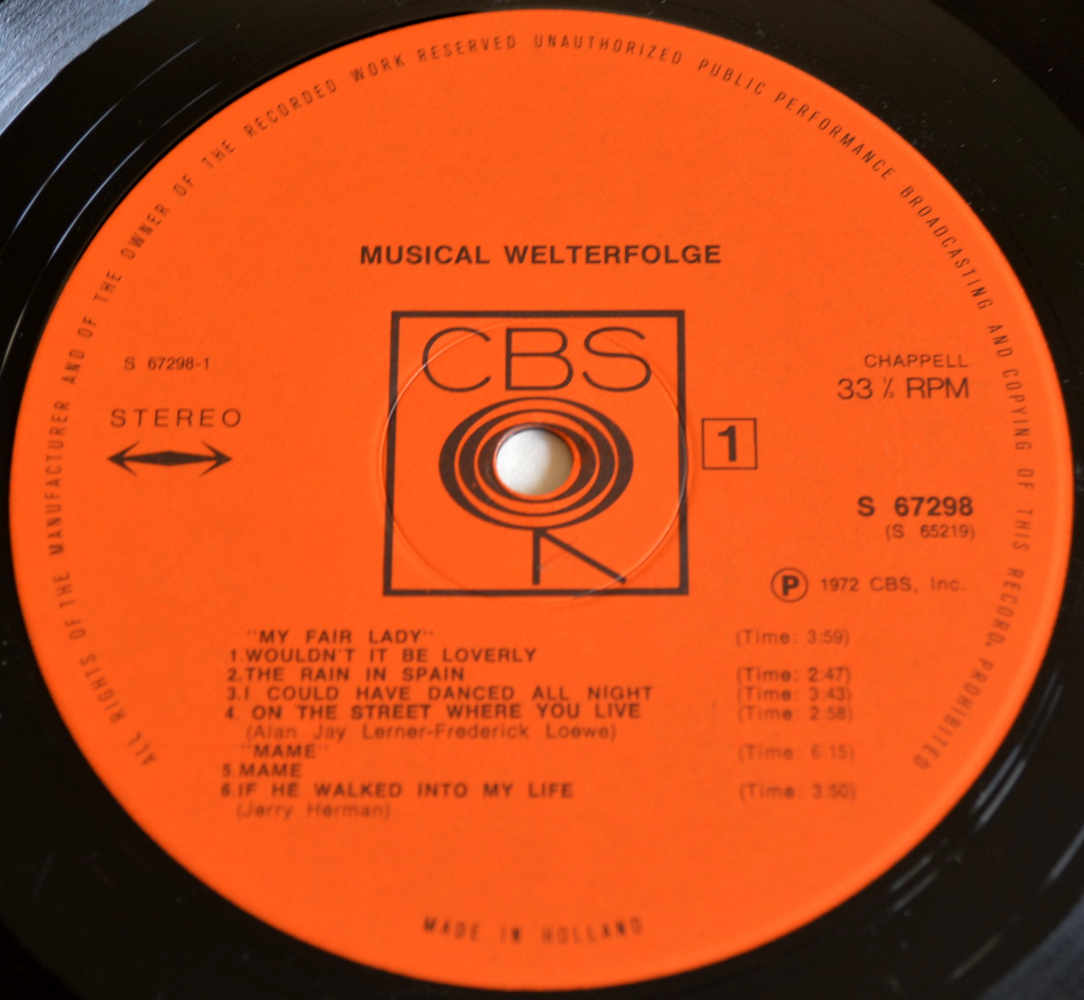 ALL RIGHTS OF THE MANUFACTURER AND OF THE OWNER OF THE RECORDED WORK RESERVED UNAUTHORIZED PUBLIC PERFORMANCE BROADCASTING AND COPYING OF THIS RECORD, PROHIBITED
MUSICAL WELTERFOLGE
CBS
S 67298-1
STEREO
CHAPPELL
33 ⅓ RPM
1
S 67298
(S 65219)
P 1972 CBS, Inc.
"MY FAIR LADY" (Time: 3:59)
1.WOULDN'T IT BE LOVERLY
2.THE RAIN IN SPAIN (Time: 2:47)
3.I COULD HAVE DANCED ALL NIGHT (Time: 3:43)
4. ON THE STREET WHERE YOU LIVE (Time: 2:58)
(Alan Jay Lerner-Frederick Loewe)
"MAME" (Time: 6:15)
5.MAME
6.IF HE WALKED INTO MY LIFE (Time: 3:50)
(Jerry Herman)
MADE IN HOLLAND